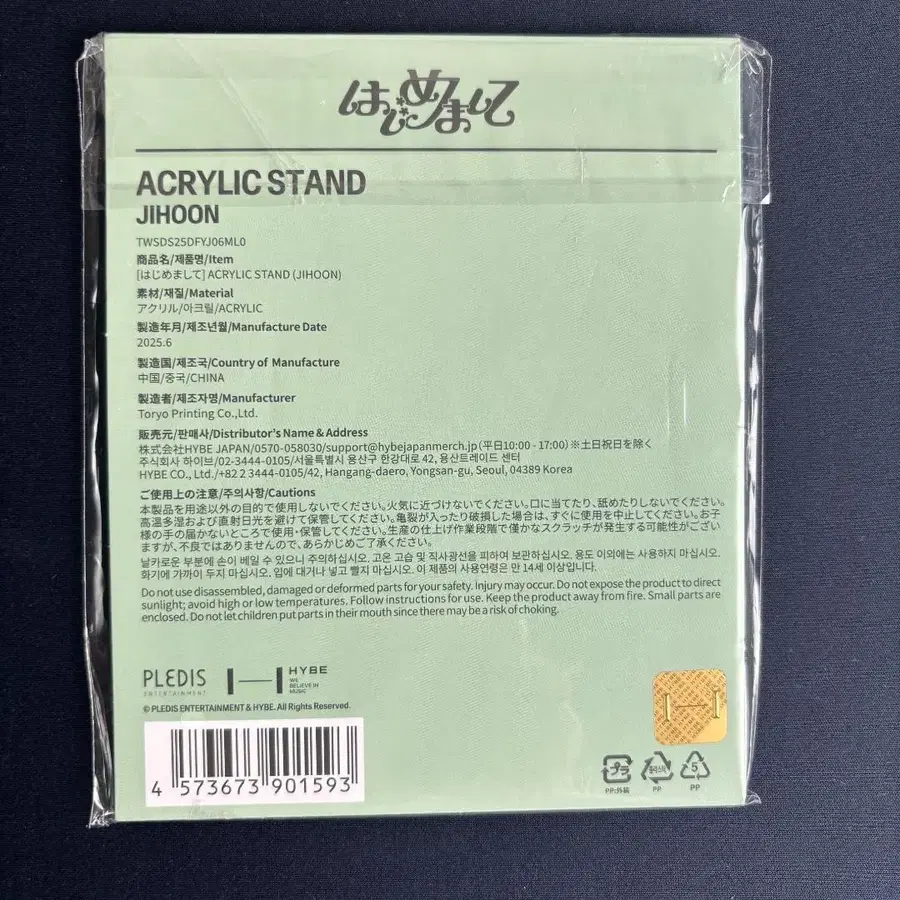 はじめまして
ACRYLIC STAND
JIHOON
TWSDS25DFYJ06ML0
商品名/제품명/Item
[はじめまして] ACRYLIC STAND (JIHOON)
素材/재질/Material
アクリル/아크릴/ACRYLIC
製造年月/제조년월/Manufacture Date
2025.6
製造国/제조국/Country of Manufacture
中国/중국/CHINA
製造者/제조자명/Manufacturer
Toryo Printing Co.,Ltd.
販売元/판매사/Distributor's Name & Address
株式会社HYBE JAPAN/0570-058030/support@hybejapanmerch.jp(平日10:00 - 17:00)※土日祝日を除く
주식회사 하이브/02-3444-0105/서울특별시 용산구 한강대로 42, 용산트레이드 센터
HYBE CO., Ltd./+82 2 3444-0105/42, Hangang-daero, Yongsan-gu, Seoul, 04389 Korea
ご使用上の注意/주의사항/Cautions
本製品を用途以外の目的で使用しないでください。火気に近づけないでください。口に当てたり、舐めたりしないでください。
高温多湿および直射日光を避けて保管してください。亀裂が入ったり破損した場合は、すぐに使用を中止してください。お子
様の手の届かないところで使用・保管してください。生産の仕上げ作業段階で僅かなスクラッチが発生する可能性がござい
ますが、不良ではありませんので、あらかじめご了承ください。
날카로운 부분에 손이 베일 수 있으니 주의하십시오. 고온 고습 및 직사광선을 피하여 보관하십시오. 용도 이외에는 사용하지 마십시오.
화기에 가까이 두지 마십시오. 입에 대거나 넣고 빨지 마십시오. 이 제품의 사용연령은 만 14세 이상입니다.
Do not use disassembled, damaged or deformed parts for your safety. Injury may occur. Do not expose the product to direct
sunlight; avoid high or low temperatures. Follow instructions for use. Keep the product away from fire. Small parts are
enclosed. Do not let children put parts in their mouth since there may be a risk of choking.
PLEDIS
ENTERTAINMENT
HYBE
WE
BELIEVE IN
MUSIC
© PLEDIS ENTERTAINMENT & HYBE. All Rights Reserved.
4 573673 901593
プラ
PP:外装
플라스틱
PP
5
PP